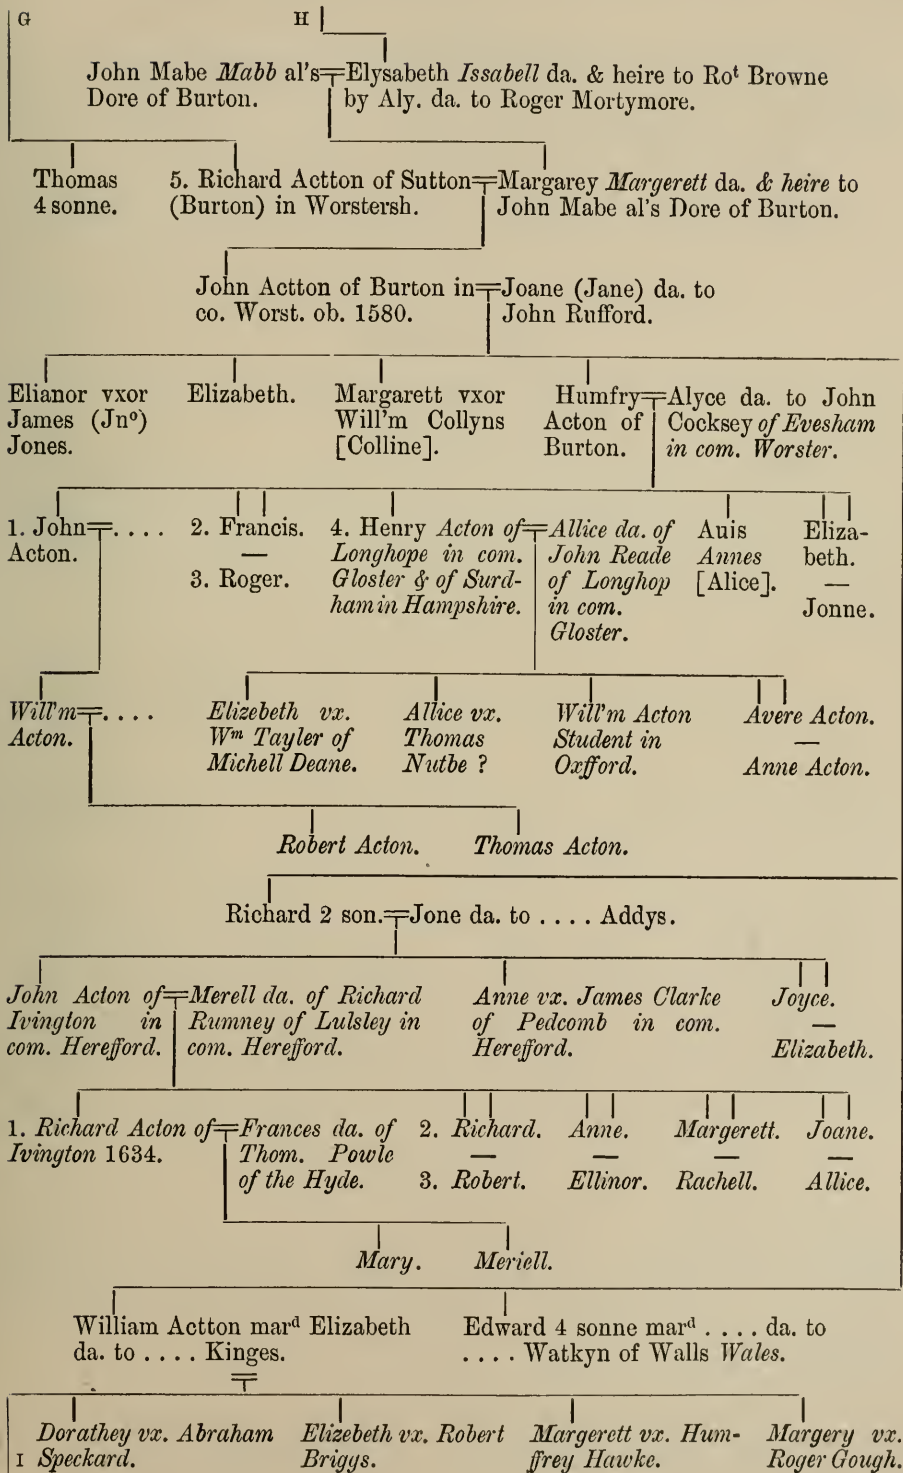 G
H
John Mabe Mabb al's Elysabeth Issabell da. & heire to Roᵗ Browne
Dore of Burton. by Aly. da. to Roger Mortymore.
Thomas 5. Richard Actton of Sutton Margarey Margerett da. & heire to
4 sonne. (Burton) in Worstersh. John Mabe al's Dore of Burton.
John Actton of Burton in Joane (Jane) da. to
co. Worst. ob. 1580. John Rufford.
Elianor vxor Elizabeth. Margarett vxor Humfry Alyce da. to John
James (Jnº) Will'm Collyns Acton of Cocksey of Evesham
Jones. [Colline]. Burton. in com. Worster.
1. John .... 2. Francis. 4. Henry Acton of Allice da. of Auis Eliza-
Acton. — Longhope in com. John Reade Annes beth.
3. Roger. Gloster & of Surd- of Longhop [Alice]. —
ham in Hampshire. in com. Jonne.
Gloster.
Will'm .... Elizebeth vx. Allice vx. Will'm Acton Avere Acton.
Acton. Wᵐ Tayler of Thomas Student in —
Michell Deane. Nutbe ? Oxfford. Anne Acton.
Robert Acton. Thomas Acton.
Richard 2 son. Jone da. to .... Addys.
John Acton of Merell da. of Richard Anne vx. James Clarke Joyce.
Ivington in Rumney of Lulsley in of Pedcomb in com. —
com. Herefford. com. Herefford. Herefford. Elizabeth.
1. Richard Acton of Frances da. of 2. Richard. Anne. Margerett. Joane.
Ivington 1634. Thom. Powle — — — —
of the Hyde. 3. Robert. Ellinor. Rachell. Allice.
Mary. Meriell.
William Actton marᵈ Elizabeth Edward 4 sonne marᵈ .... da. to
da. to .... Kinges. .... Watkyn of Walls Wales.
Dorathey vx. Abraham Elizebeth vx. Robert Margerett vx. Hum- Margery vx.
I Speckard. Briggs. ffrey Hawke. Roger Gough.